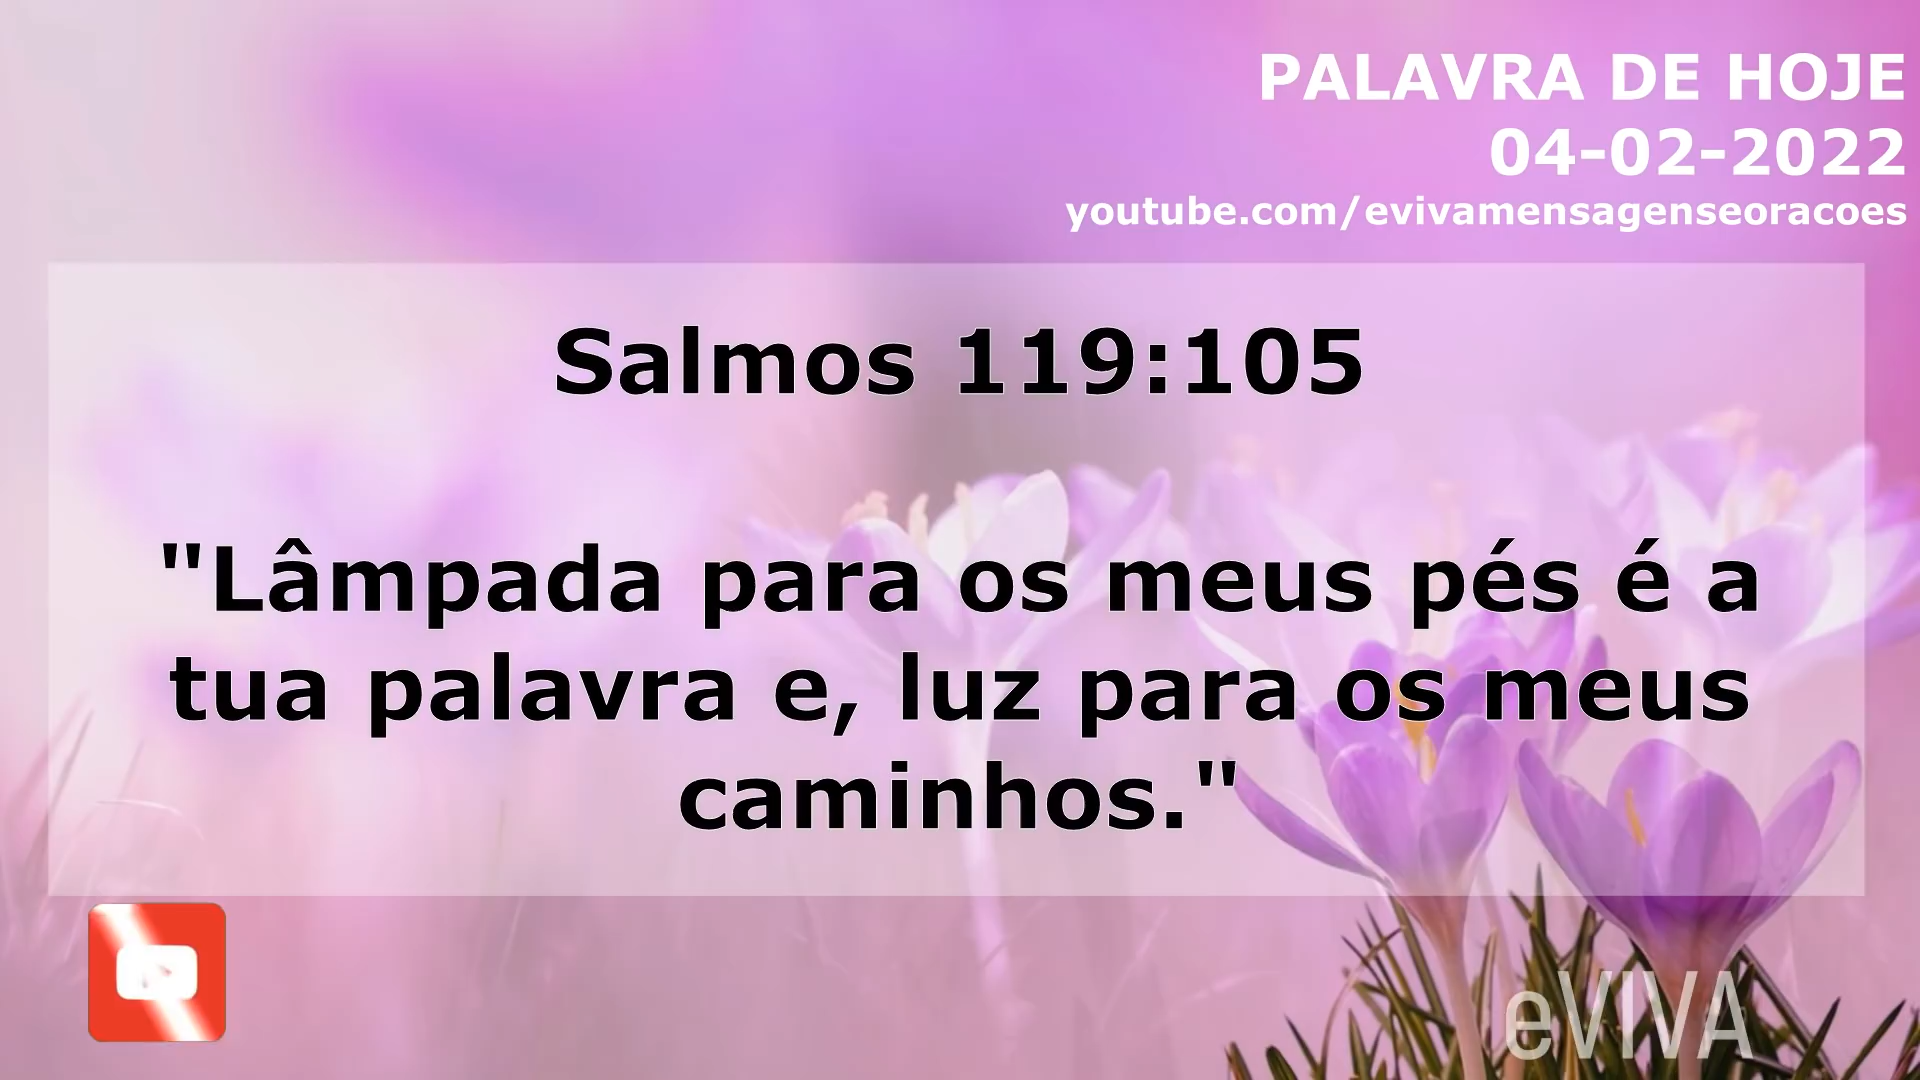 PALAVRA DE HOJE
04-02-2022
youtube.com/evivamensagenseoracoes
Salmos 119:105
"Lâmpada para os meus pés é a
tua palavra e, luz para os meus
caminhos."
eVIVA